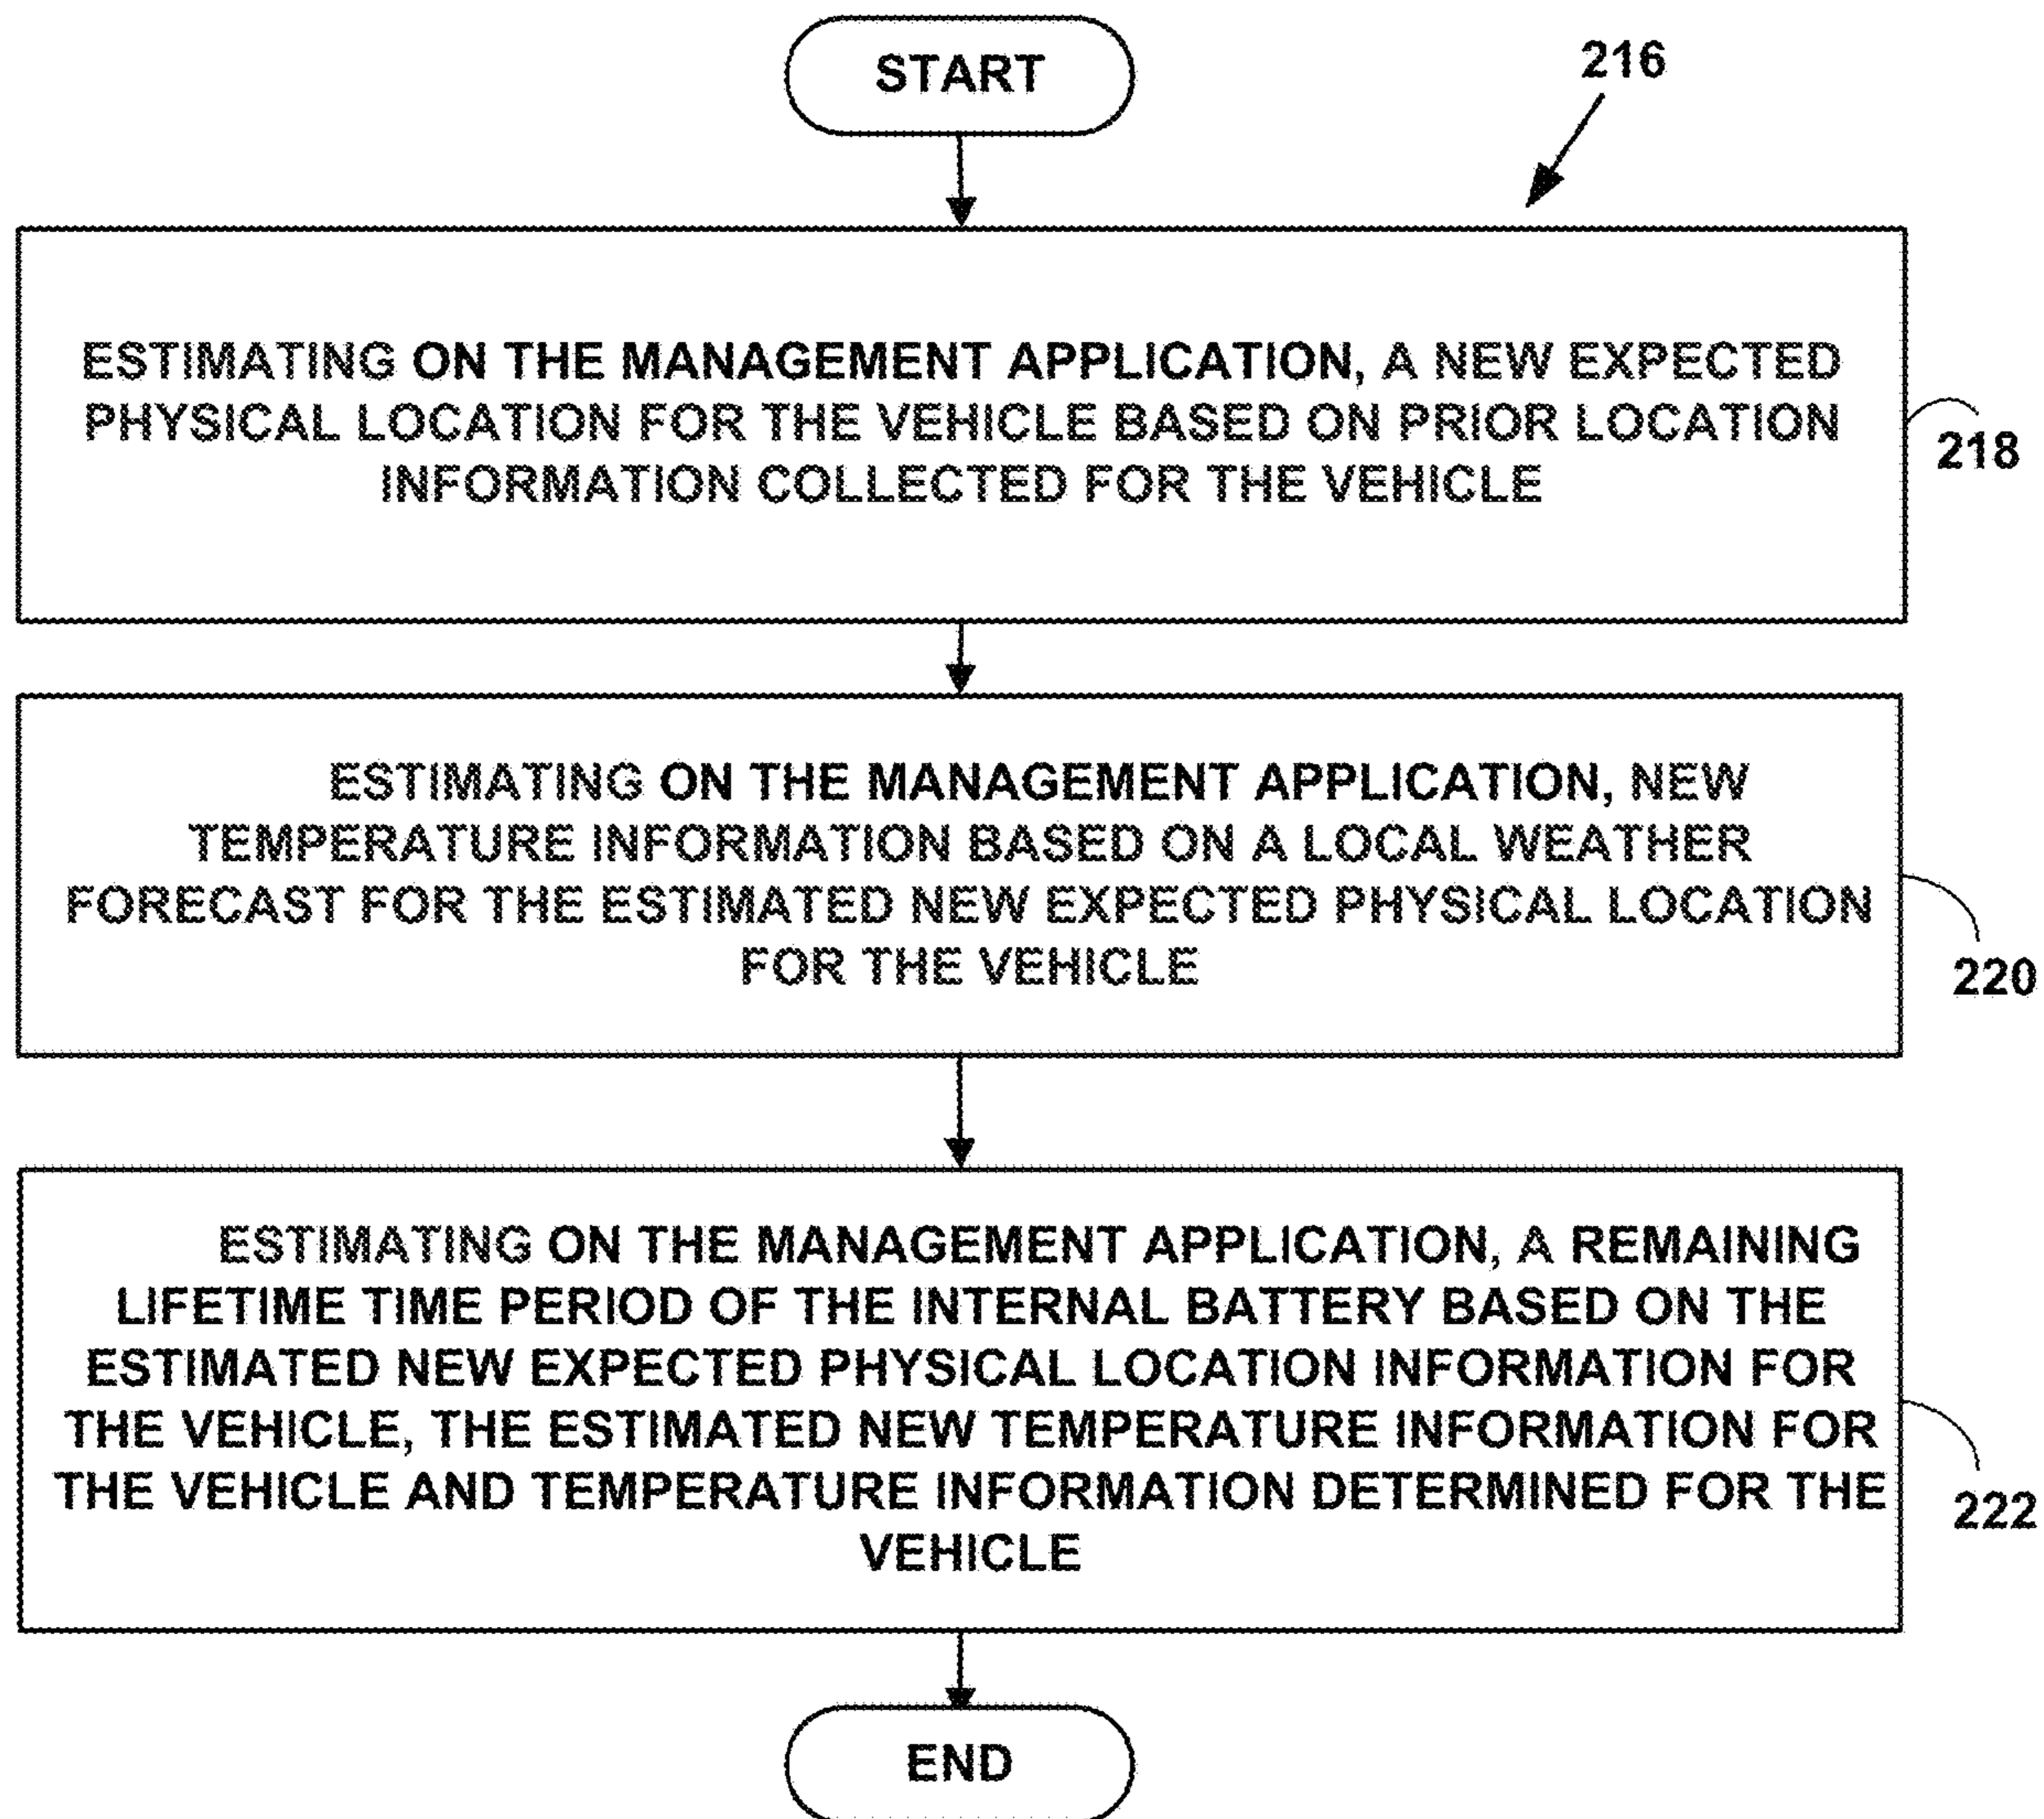 START
216
ESTIMATING ON THE MANAGEMENT APPLICATION, A NEW EXPECTED
PHYSICAL LOCATION FOR THE VEHICLE BASED ON PRIOR LOCATION
INFORMATION COLLECTED FOR THE VEHICLE
218
ESTIMATING ON THE MANAGEMENT APPLICATION, NEW
TEMPERATURE INFORMATION BASED ON A LOCAL WEATHER
FORECAST FOR THE ESTIMATED NEW EXPECTED PHYSICAL LOCATION
FOR THE VEHICLE
220
ESTIMATING ON THE MANAGEMENT APPLICATION, A REMAINING
LIFETIME TIME PERIOD OF THE INTERNAL BATTERY BASED ON THE
ESTIMATED NEW EXPECTED PHYSICAL LOCATION INFORMATION FOR
THE VEHICLE, THE ESTIMATED NEW TEMPERATURE INFORMATION FOR
THE VEHICLE AND TEMPERATURE INFORMATION DETERMINED FOR THE
VEHICLE
222
END